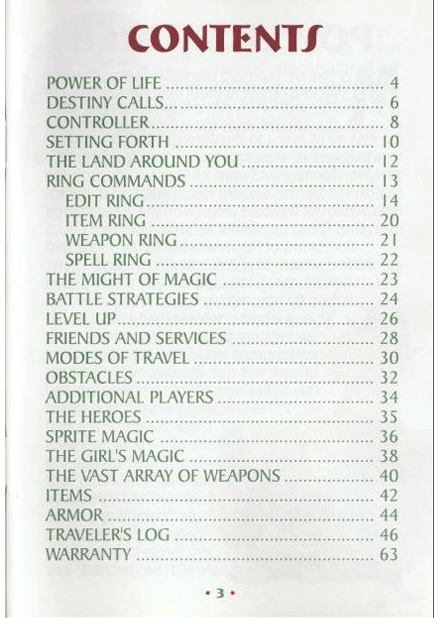 CONTENTS
POWER OF LIFE ............................................ 4
DESTINY CALLS............................................ 6
CONTROLLER............................................... 8
SETTING FORTH .......................................... 10
THE LAND AROUND YOU........................... 12
RING COMMANDS ...................................... 13
EDIT RING............................................... 14
ITEM RING .............................................. 20
WEAPON RING........................................ 21
SPELL RING ............................................. 22
THE MIGHT OF MAGIC ................................ 23
BATTLE STRATEGIES .................................... 24
LEVEL UP.................................................... 26
FRIENDS AND SERVICES ............................. 28
MODES OF TRAVEL ..................................... 30
OBSTACLES ................................................ 32
ADDITIONAL PLAYERS ................................ 34
THE HEROES ............................................... 35
SPRITE MAGIC ............................................ 36
THE GIRL'S MAGIC ...................................... 38
THE VAST ARRAY OF WEAPONS .................. 40
ITEMS ........................................................ 42
ARMOR ...................................................... 44
TRAVELER'S LOG ......................................... 46
WARRANTY ................................................ 63
• 3 •